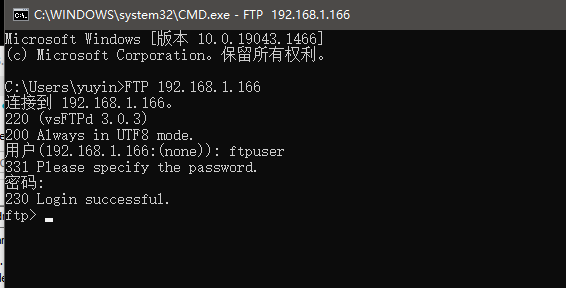 C:\WINDOWS\system32\CMD.exe - FTP 192.168.1.166
Microsoft Windows [版本 10.0.19043.1466]
(c) Microsoft Corporation。保留所有权利。
C:\Users\yuyin>FTP 192.168.1.166
连接到 192.168.1.166。
220 (vsFTPd 3.0.3)
200 Always in UTF8 mode.
用户(192.168.1.166:(none)): ftpuser
331 Please specify the password.
密码:
230 Login successful.
ftp>